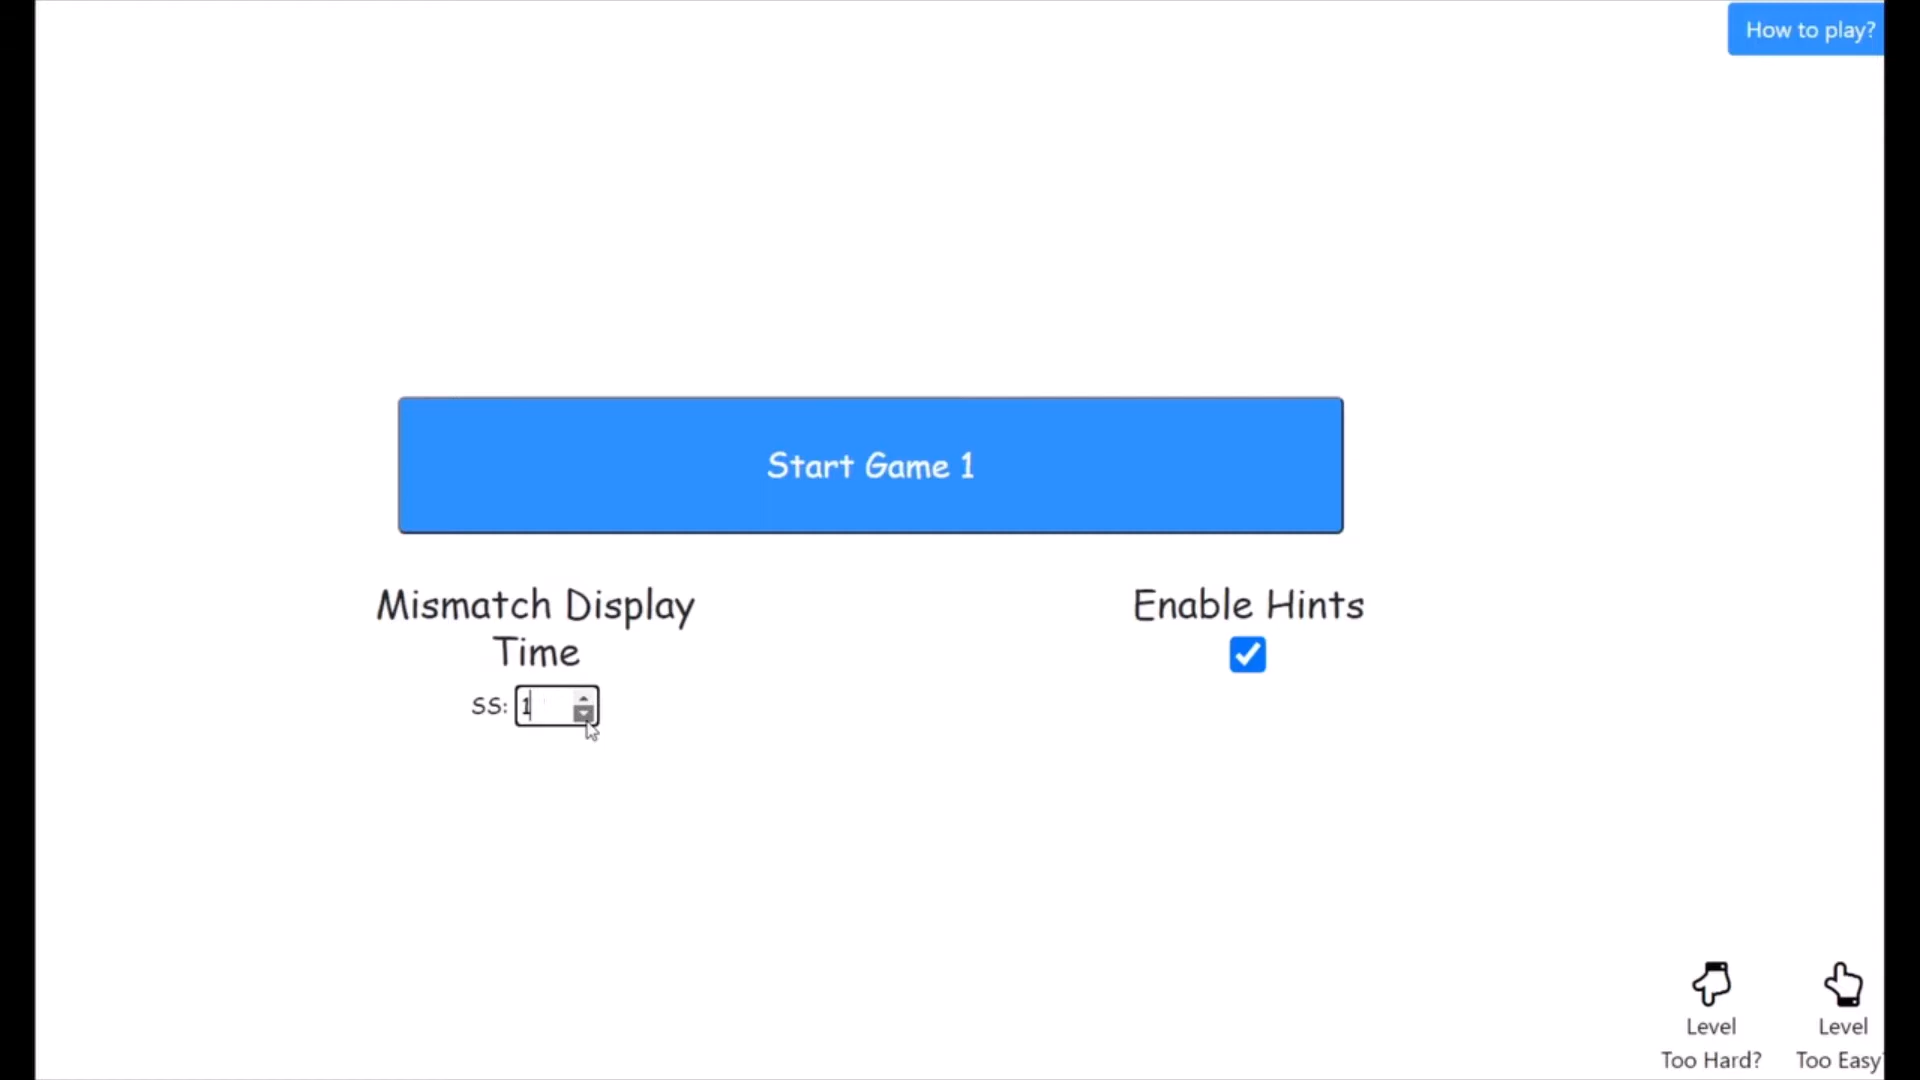 How to play?
Start Game 1
Mismatch Display
Time
Enable Hints
SS: 1
Level
Too Hard?
Level
Too Easy